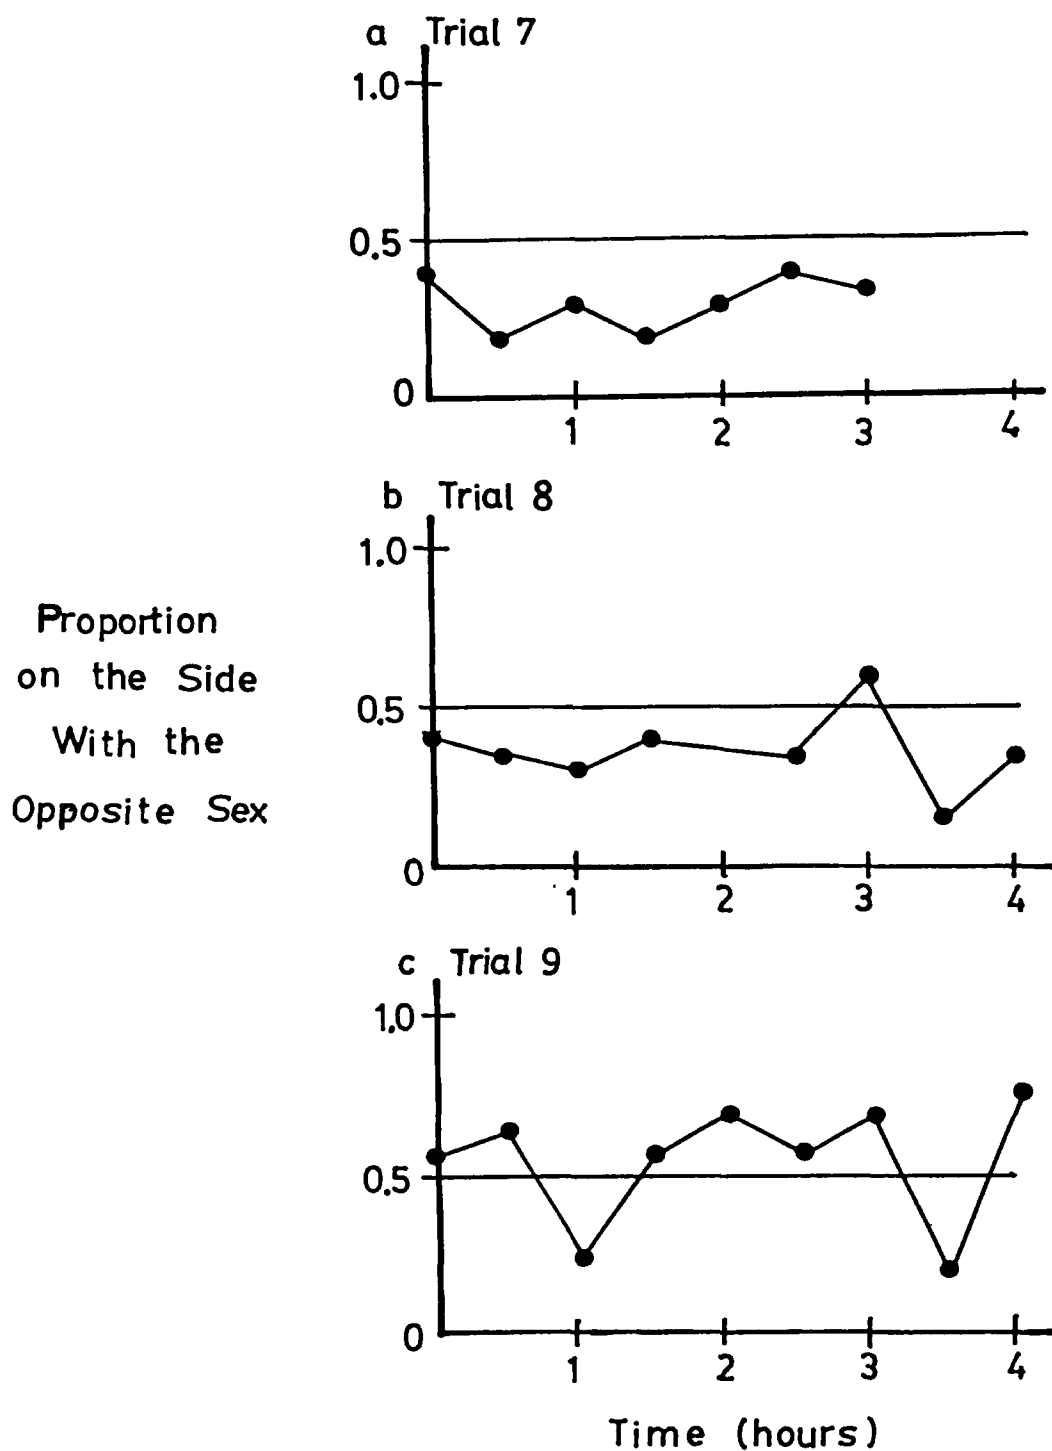 a Trial 7
1.0
0.5
0
1 2 3 4
b Trial 8
1.0
Proportion
on the Side
With the
Opposite Sex
0.5
0
1 2 3 4
c Trial 9
1.0
0.5
0
1 2 3 4
Time (hours)